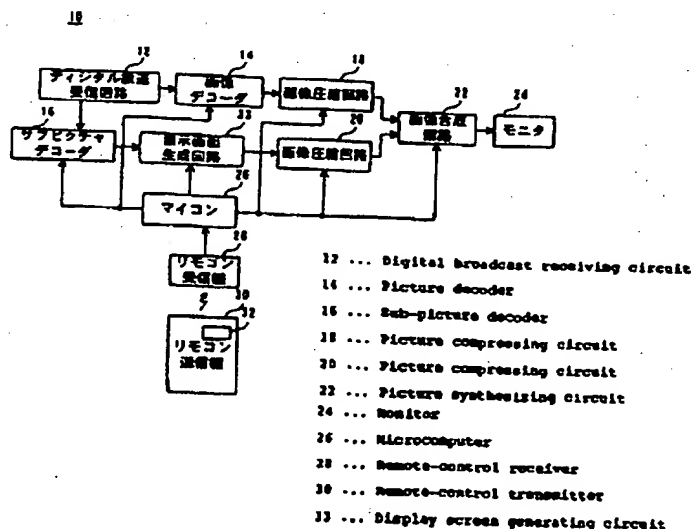 10
12
ディジタル放送
受信回路
14
画像
デコーダ
18
画像圧縮回路
22
画像合成
回路
24
モニタ
16
サブピクチャ
デコーダ
33
表示画面
生成回路
20
画像圧縮回路
26
マイコン
28
リモコン
受信機
30
32
リモコン
送信機
12 ... Digital broadcast receiving circuit
14 ... Picture decoder
16 ... Sub-picture decoder
18 ... Picture compressing circuit
20 ... Picture compressing circuit
22 ... Picture synthesizing circuit
24 ... Monitor
26 ... Microcomputer
28 ... Remote-control receiver
30 ... Remote-control transmitter
33 ... Display screen generating circuit